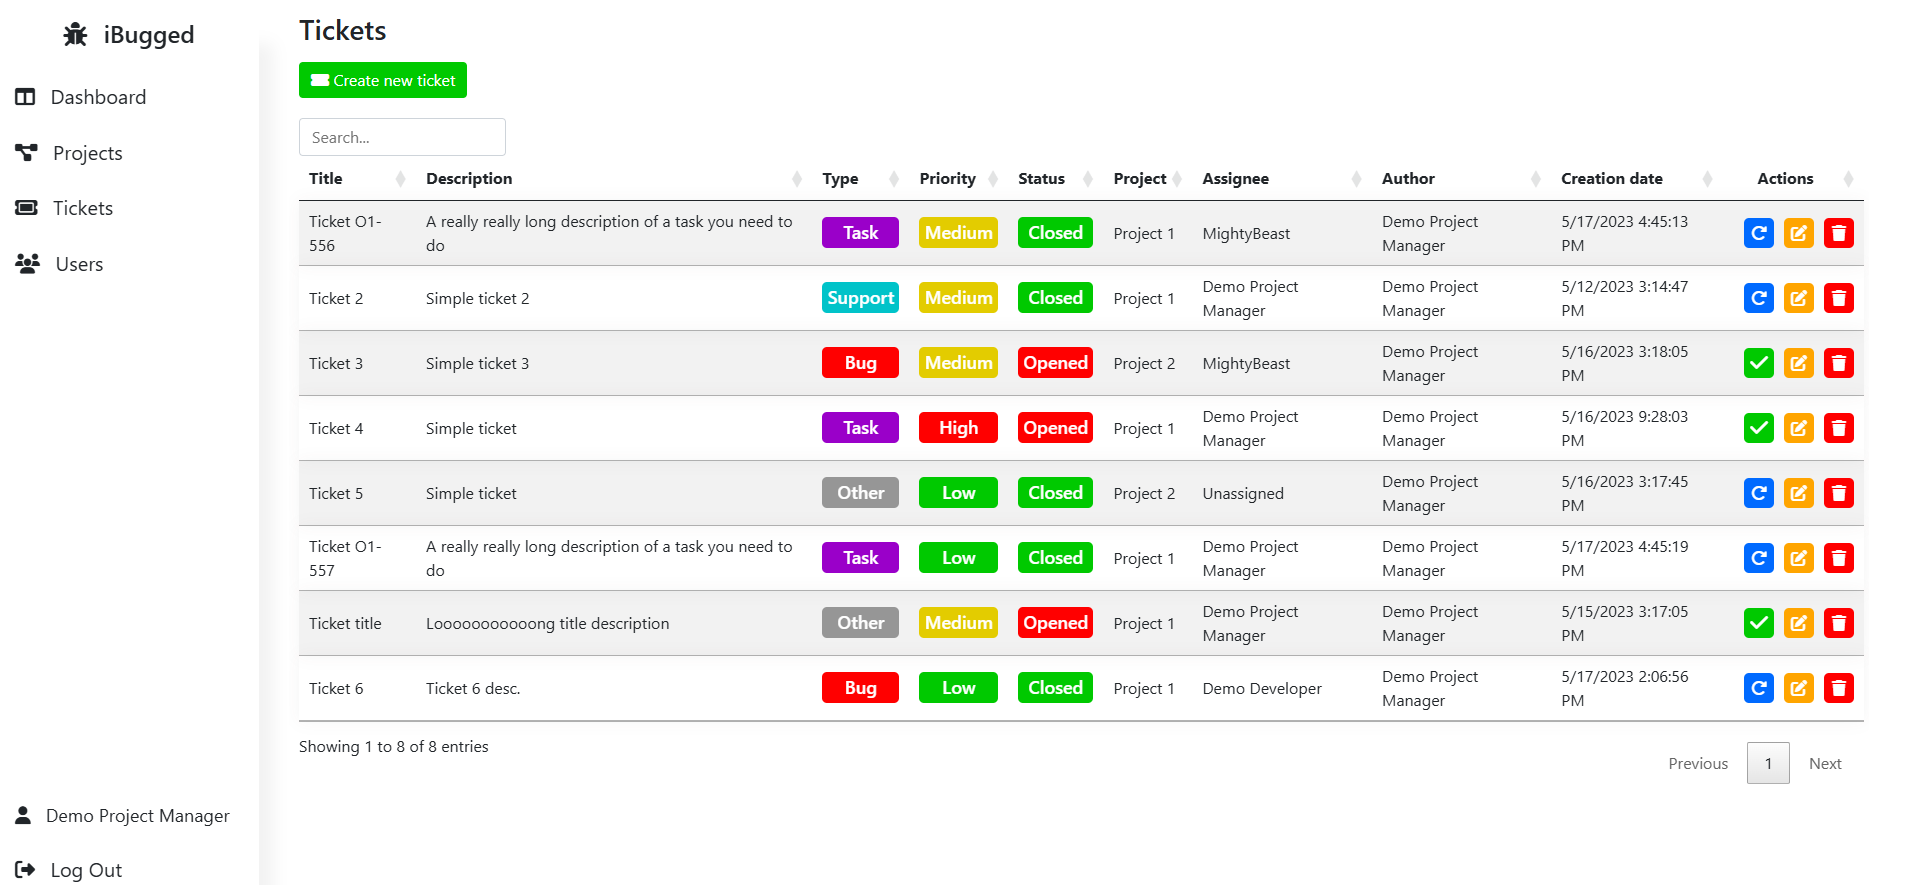 iBugged
Dashboard
Projects
Tickets
Users
Demo Project Manager
Log Out
Tickets
Create new ticket
Search...
Title Description Type Priority Status Project Assignee Author Creation date Actions
Ticket O1-
556
A really really long description of a task you need to
do
Task Medium Closed Project 1 MightyBeast
Demo Project
Manager
5/17/2023 4:45:13
PM
Ticket 2 Simple ticket 2 Support Medium Closed Project 1
Demo Project
Manager
Demo Project
Manager
5/12/2023 3:14:47
PM
Ticket 3 Simple ticket 3 Bug Medium Opened Project 2 MightyBeast
Demo Project
Manager
5/16/2023 3:18:05
PM
Ticket 4 Simple ticket Task High Opened Project 1
Demo Project
Manager
Demo Project
Manager
5/16/2023 9:28:03
PM
Ticket 5 Simple ticket Other Low Closed Project 2 Unassigned
Demo Project
Manager
5/16/2023 3:17:45
PM
Ticket O1-
557
A really really long description of a task you need to
do
Task Low Closed Project 1
Demo Project
Manager
Demo Project
Manager
5/17/2023 4:45:19
PM
Ticket title Looooooooooong title description Other Medium Opened Project 1
Demo Project
Manager
Demo Project
Manager
5/15/2023 3:17:05
PM
Ticket 6 Ticket 6 desc. Bug Low Closed Project 1 Demo Developer
Demo Project
Manager
5/17/2023 2:06:56
PM
Showing 1 to 8 of 8 entries
Previous 1 Next